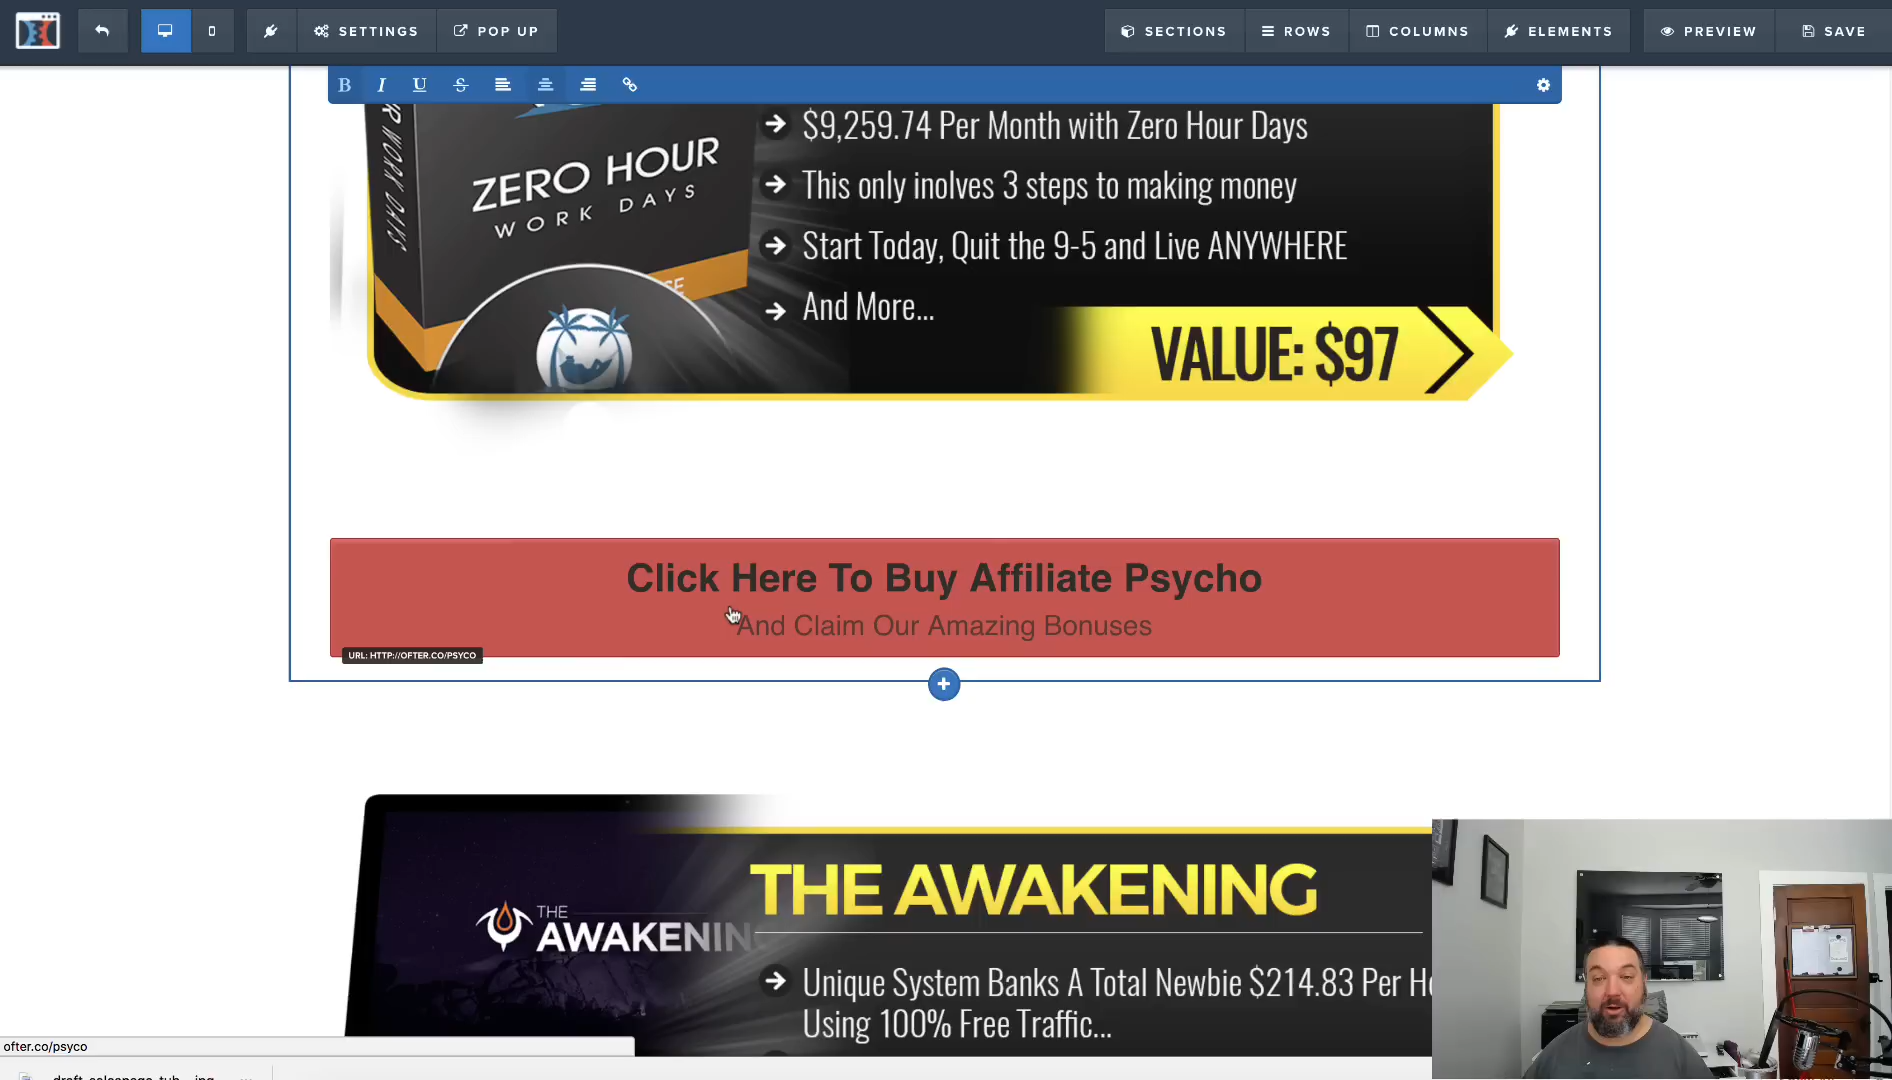 SETTINGS
POP UP
SECTIONS
ROWS
COLUMNS
ELEMENTS
PREVIEW
SAVE
B I U S
$9,259.74 Per Month with Zero Hour Days
ZERO HOUR
WORK DAYS
This only inolves 3 steps to making money
Start Today, Quit the 9-5 and Live ANYWHERE
And More...
VALUE: $97
Click Here To Buy Affiliate Psycho
And Claim Our Amazing Bonuses
URL: HTTP://OFTER.CO/PSYCO
THE AWAKENING
THE
AWAKENIN
Unique System Banks A Total Newbie $214.83 Per H
Using 100% Free Traffic...
ofter.co/psyco